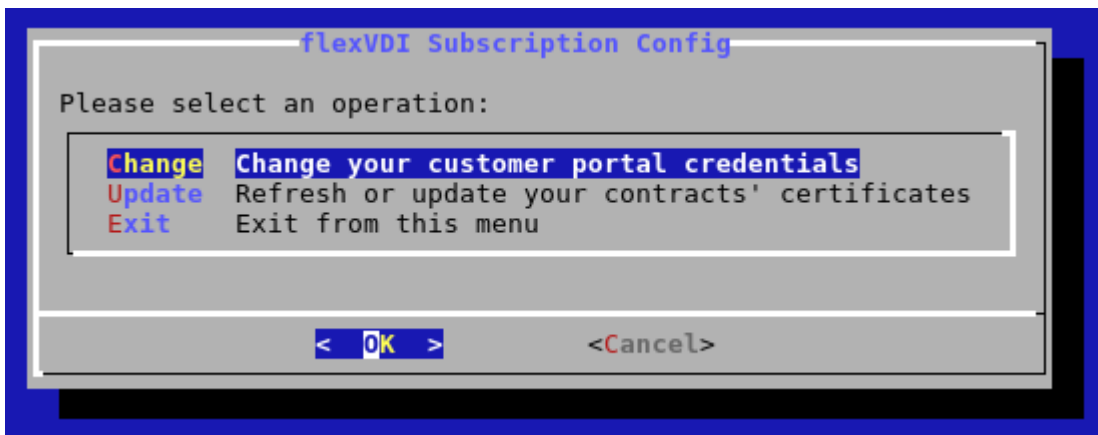 flexVDI Subscription Config
Please select an operation:
Change Change your customer portal credentials
Update Refresh or update your contracts' certificates
Exit Exit from this menu
< OK > <Cancel>